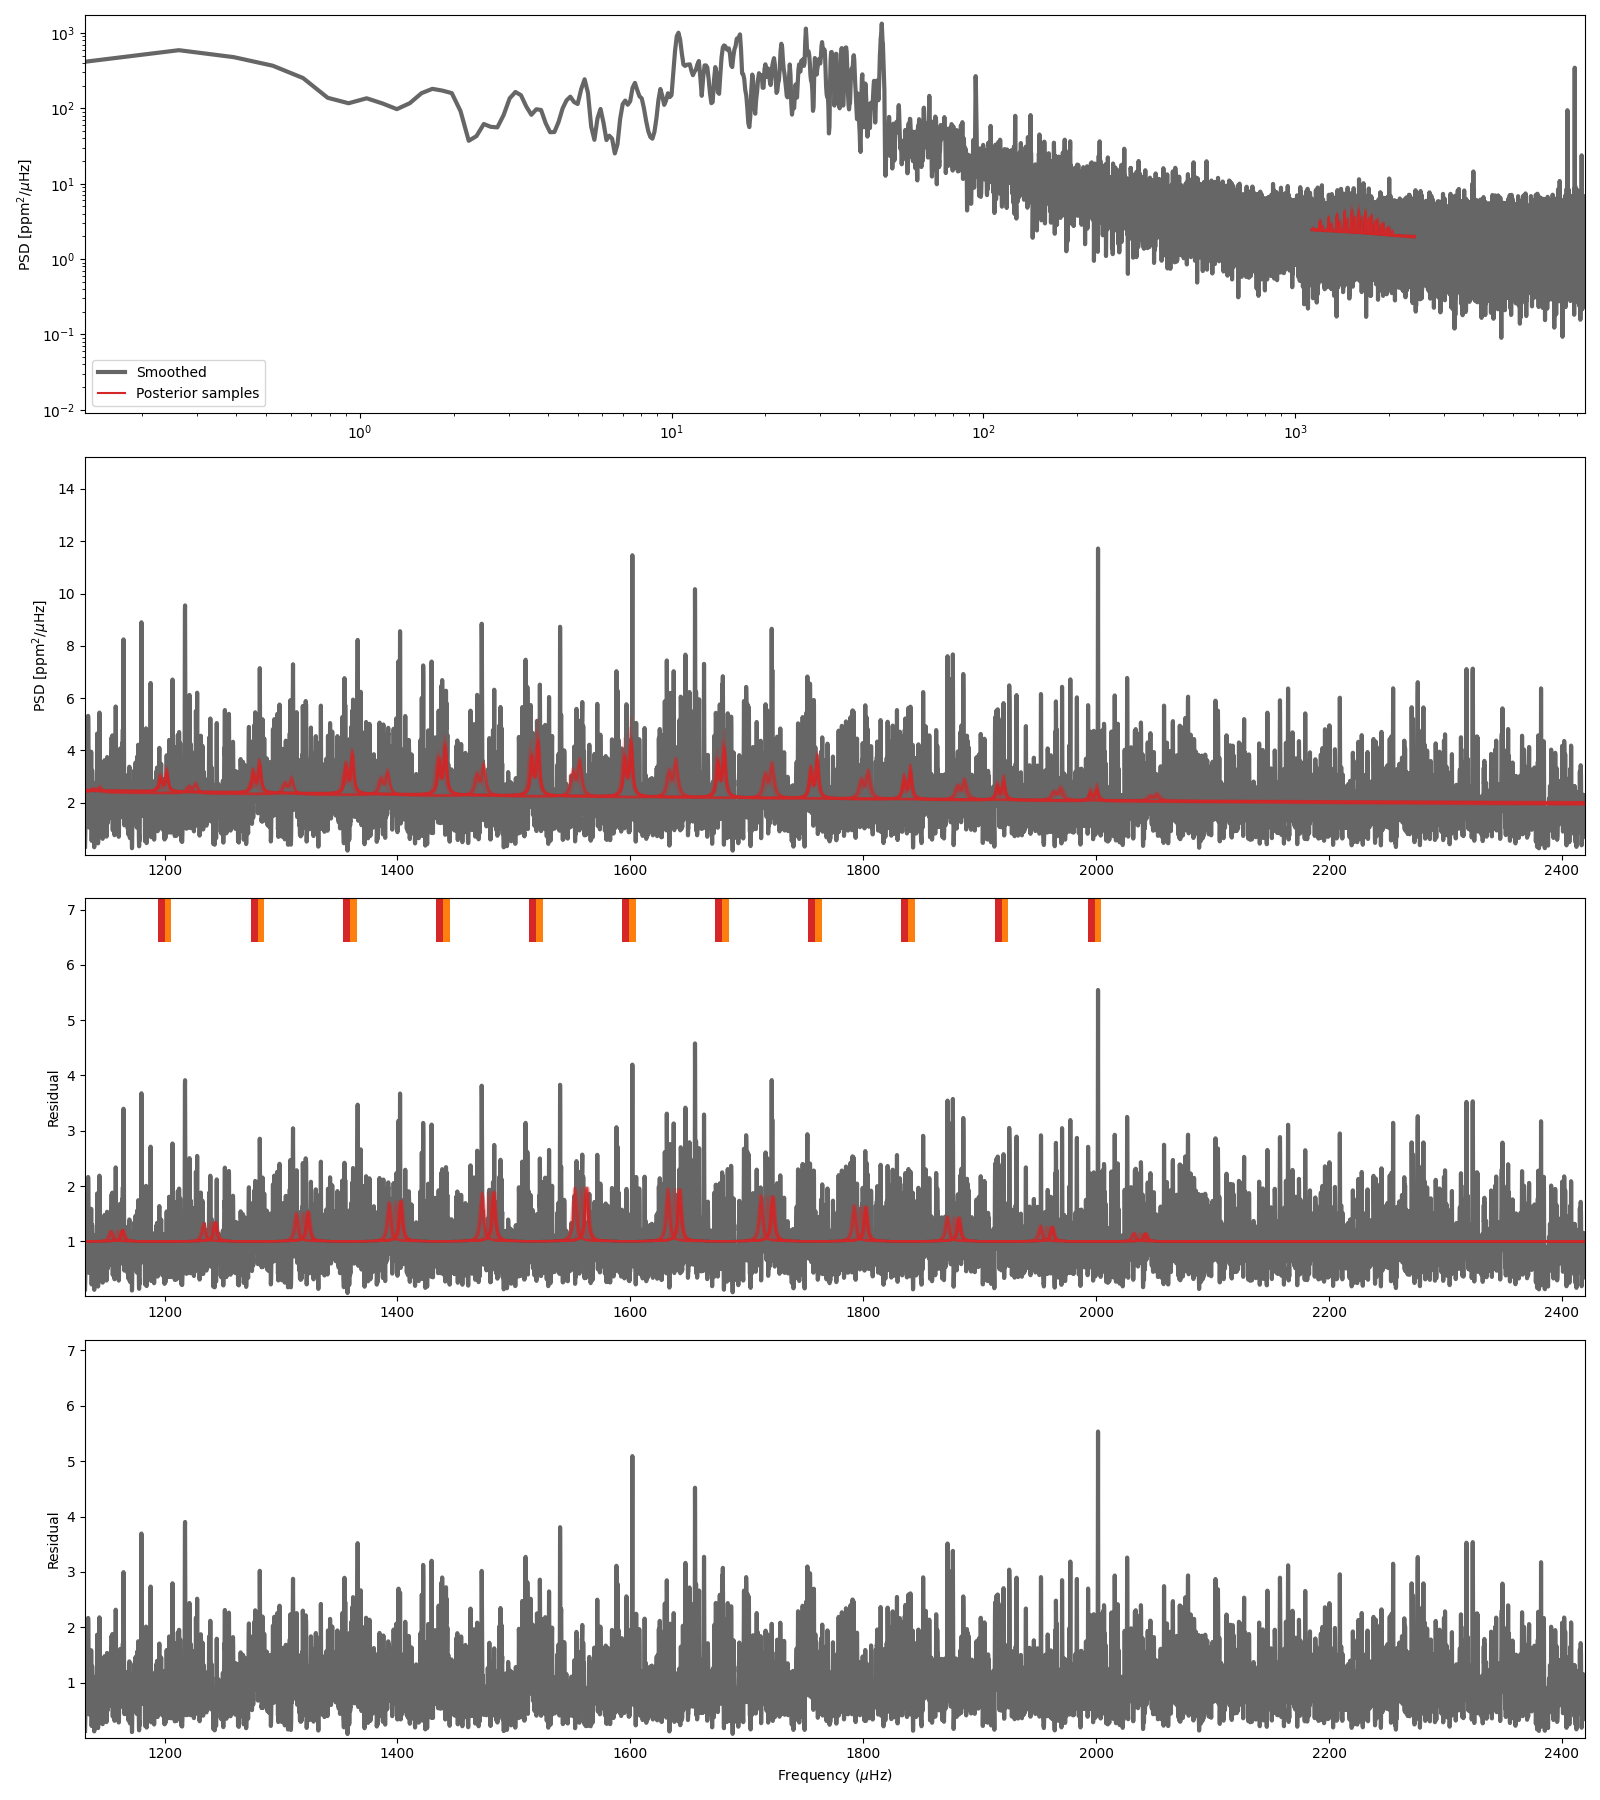 10³
10²
10¹
10⁰
10⁻¹
10⁻²
PSD [ppm²/μHz]
Smoothed
Posterior samples
10⁰ 10¹ 10² 10³
14
12
10
8
6
4
2
PSD [ppm²/μHz]
1200 1400 1600 1800 2000 2200 2400
7
6
5
4
3
2
1
Residual
1200 1400 1600 1800 2000 2200 2400
7
6
5
4
3
2
1
Residual
1200 1400 1600 1800 2000 2200 2400
Frequency (μHz)